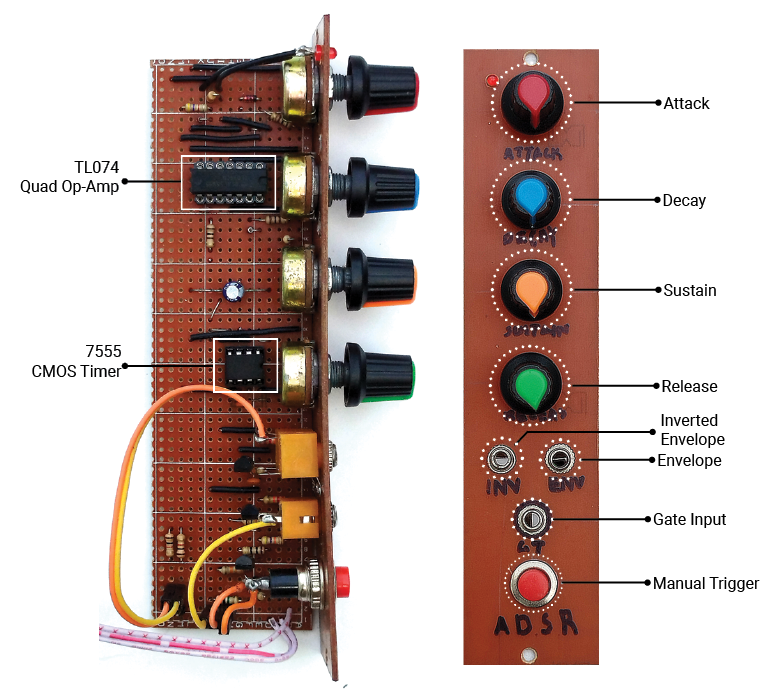 TL074
Quad Op-Amp
7555
CMOS Timer
Attack
ATTACK
Decay
DECAY
Sustain
SUSTAIN
Release
Inverted
Envelope
Envelope
INV
ENV
Gate Input
GT
Manual Trigger
ADSR